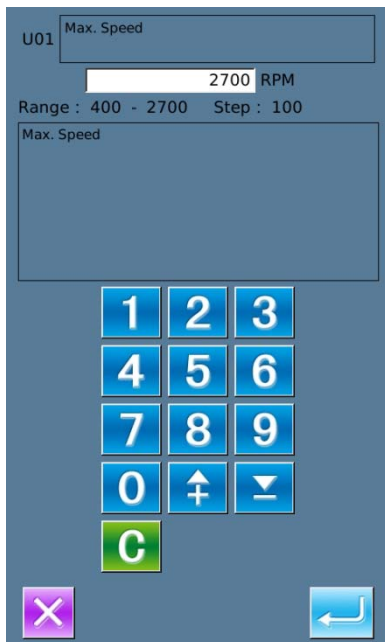 U01 Max. Speed
2700 RPM
Range : 400 - 2700 Step : 100
Max. Speed
1 2 3
4 5 6
7 8 9
0
C